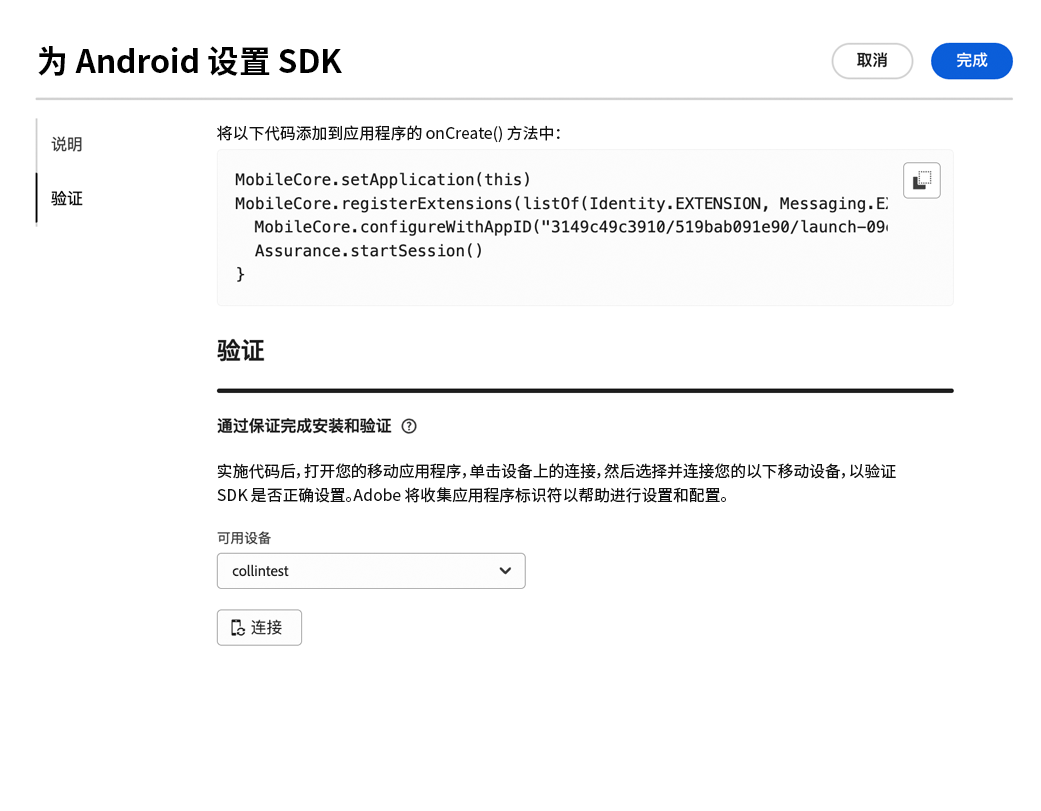 为 Android 设置 SDK
取消
完成
说明
验证
将以下代码添加到应用程序的 onCreate() 方法中：
MobileCore.setApplication(this)
MobileCore.registerExtensions(listOf(Identity.EXTENSION, Messaging.E
MobileCore.configureWithAppID("3149c49c3910/519bab091e90/launch-09
Assurance.startSession()
}
验证
通过保证完成安装和验证
实施代码后，打开您的移动应用程序，单击设备上的连接，然后选择并连接您的以下移动设备，以验证
SDK 是否正确设置。Adobe 将收集应用程序标识符以帮助进行设置和配置。
可用设备
collintest
连接